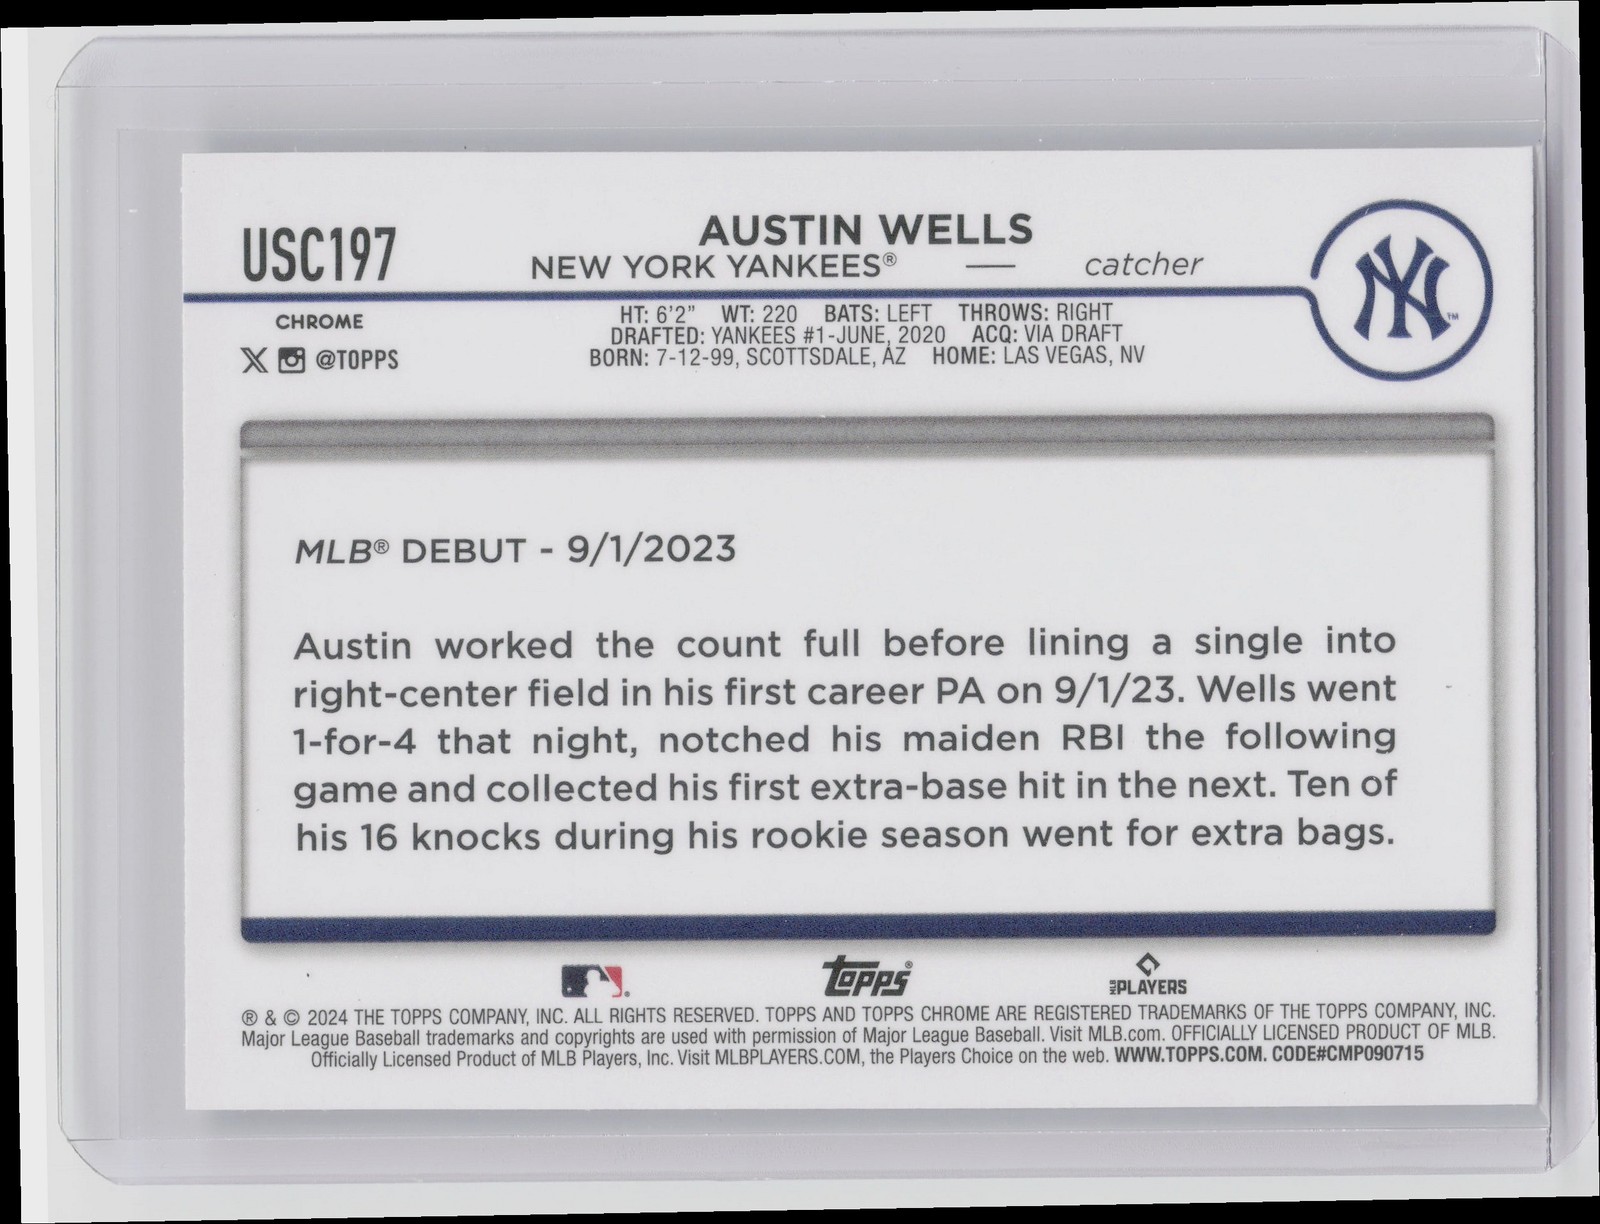 USC197
AUSTIN WELLS
NEW YORK YANKEES® — catcher
NY™
CHROME
@TOPPS
HT: 6'2" WT: 220 BATS: LEFT THROWS: RIGHT
DRAFTED: YANKEES #1-JUNE, 2020 ACQ: VIA DRAFT
BORN: 7-12-99, SCOTTSDALE, AZ HOME: LAS VEGAS, NV
MLB® DEBUT - 9/1/2023
Austin worked the count full before lining a single into
right-center field in his first career PA on 9/1/23. Wells went
1-for-4 that night, notched his maiden RBI the following
game and collected his first extra-base hit in the next. Ten of
his 16 knocks during his rookie season went for extra bags.
Topps®
MLB PLAYERS
® & © 2024 THE TOPPS COMPANY, INC. ALL RIGHTS RESERVED. TOPPS AND TOPPS CHROME ARE REGISTERED TRADEMARKS OF THE TOPPS COMPANY, INC.
Major League Baseball trademarks and copyrights are used with permission of Major League Baseball. Visit MLB.com. OFFICIALLY LICENSED PRODUCT OF MLB.
Officially Licensed Product of MLB Players, Inc. Visit MLBPLAYERS.COM, the Players Choice on the web. WWW.TOPPS.COM. CODE#CMP090715